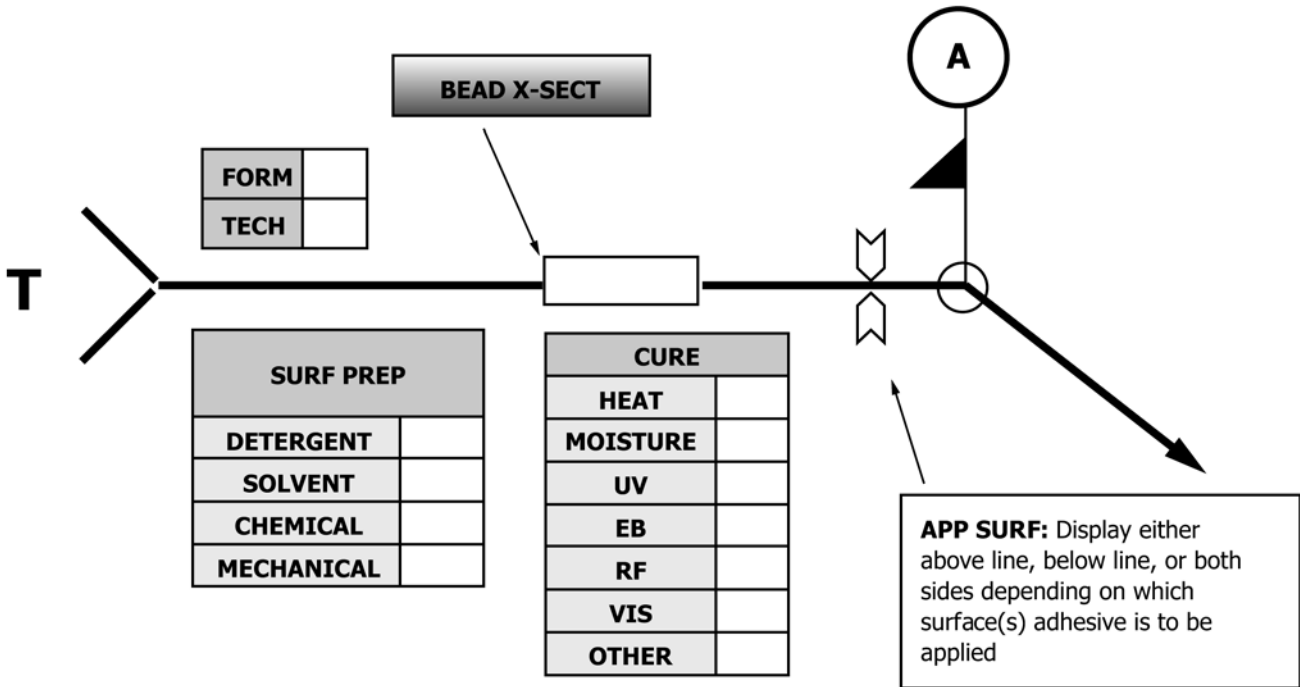 A
BEAD X-SECT
FORM
TECH
T
SURF PREP
DETERGENT
SOLVENT
CHEMICAL
MECHANICAL
CURE
HEAT
MOISTURE
UV
EB
RF
VIS
OTHER
APP SURF: Display either
above line, below line, or both
sides depending on which
surface(s) adhesive is to be
applied